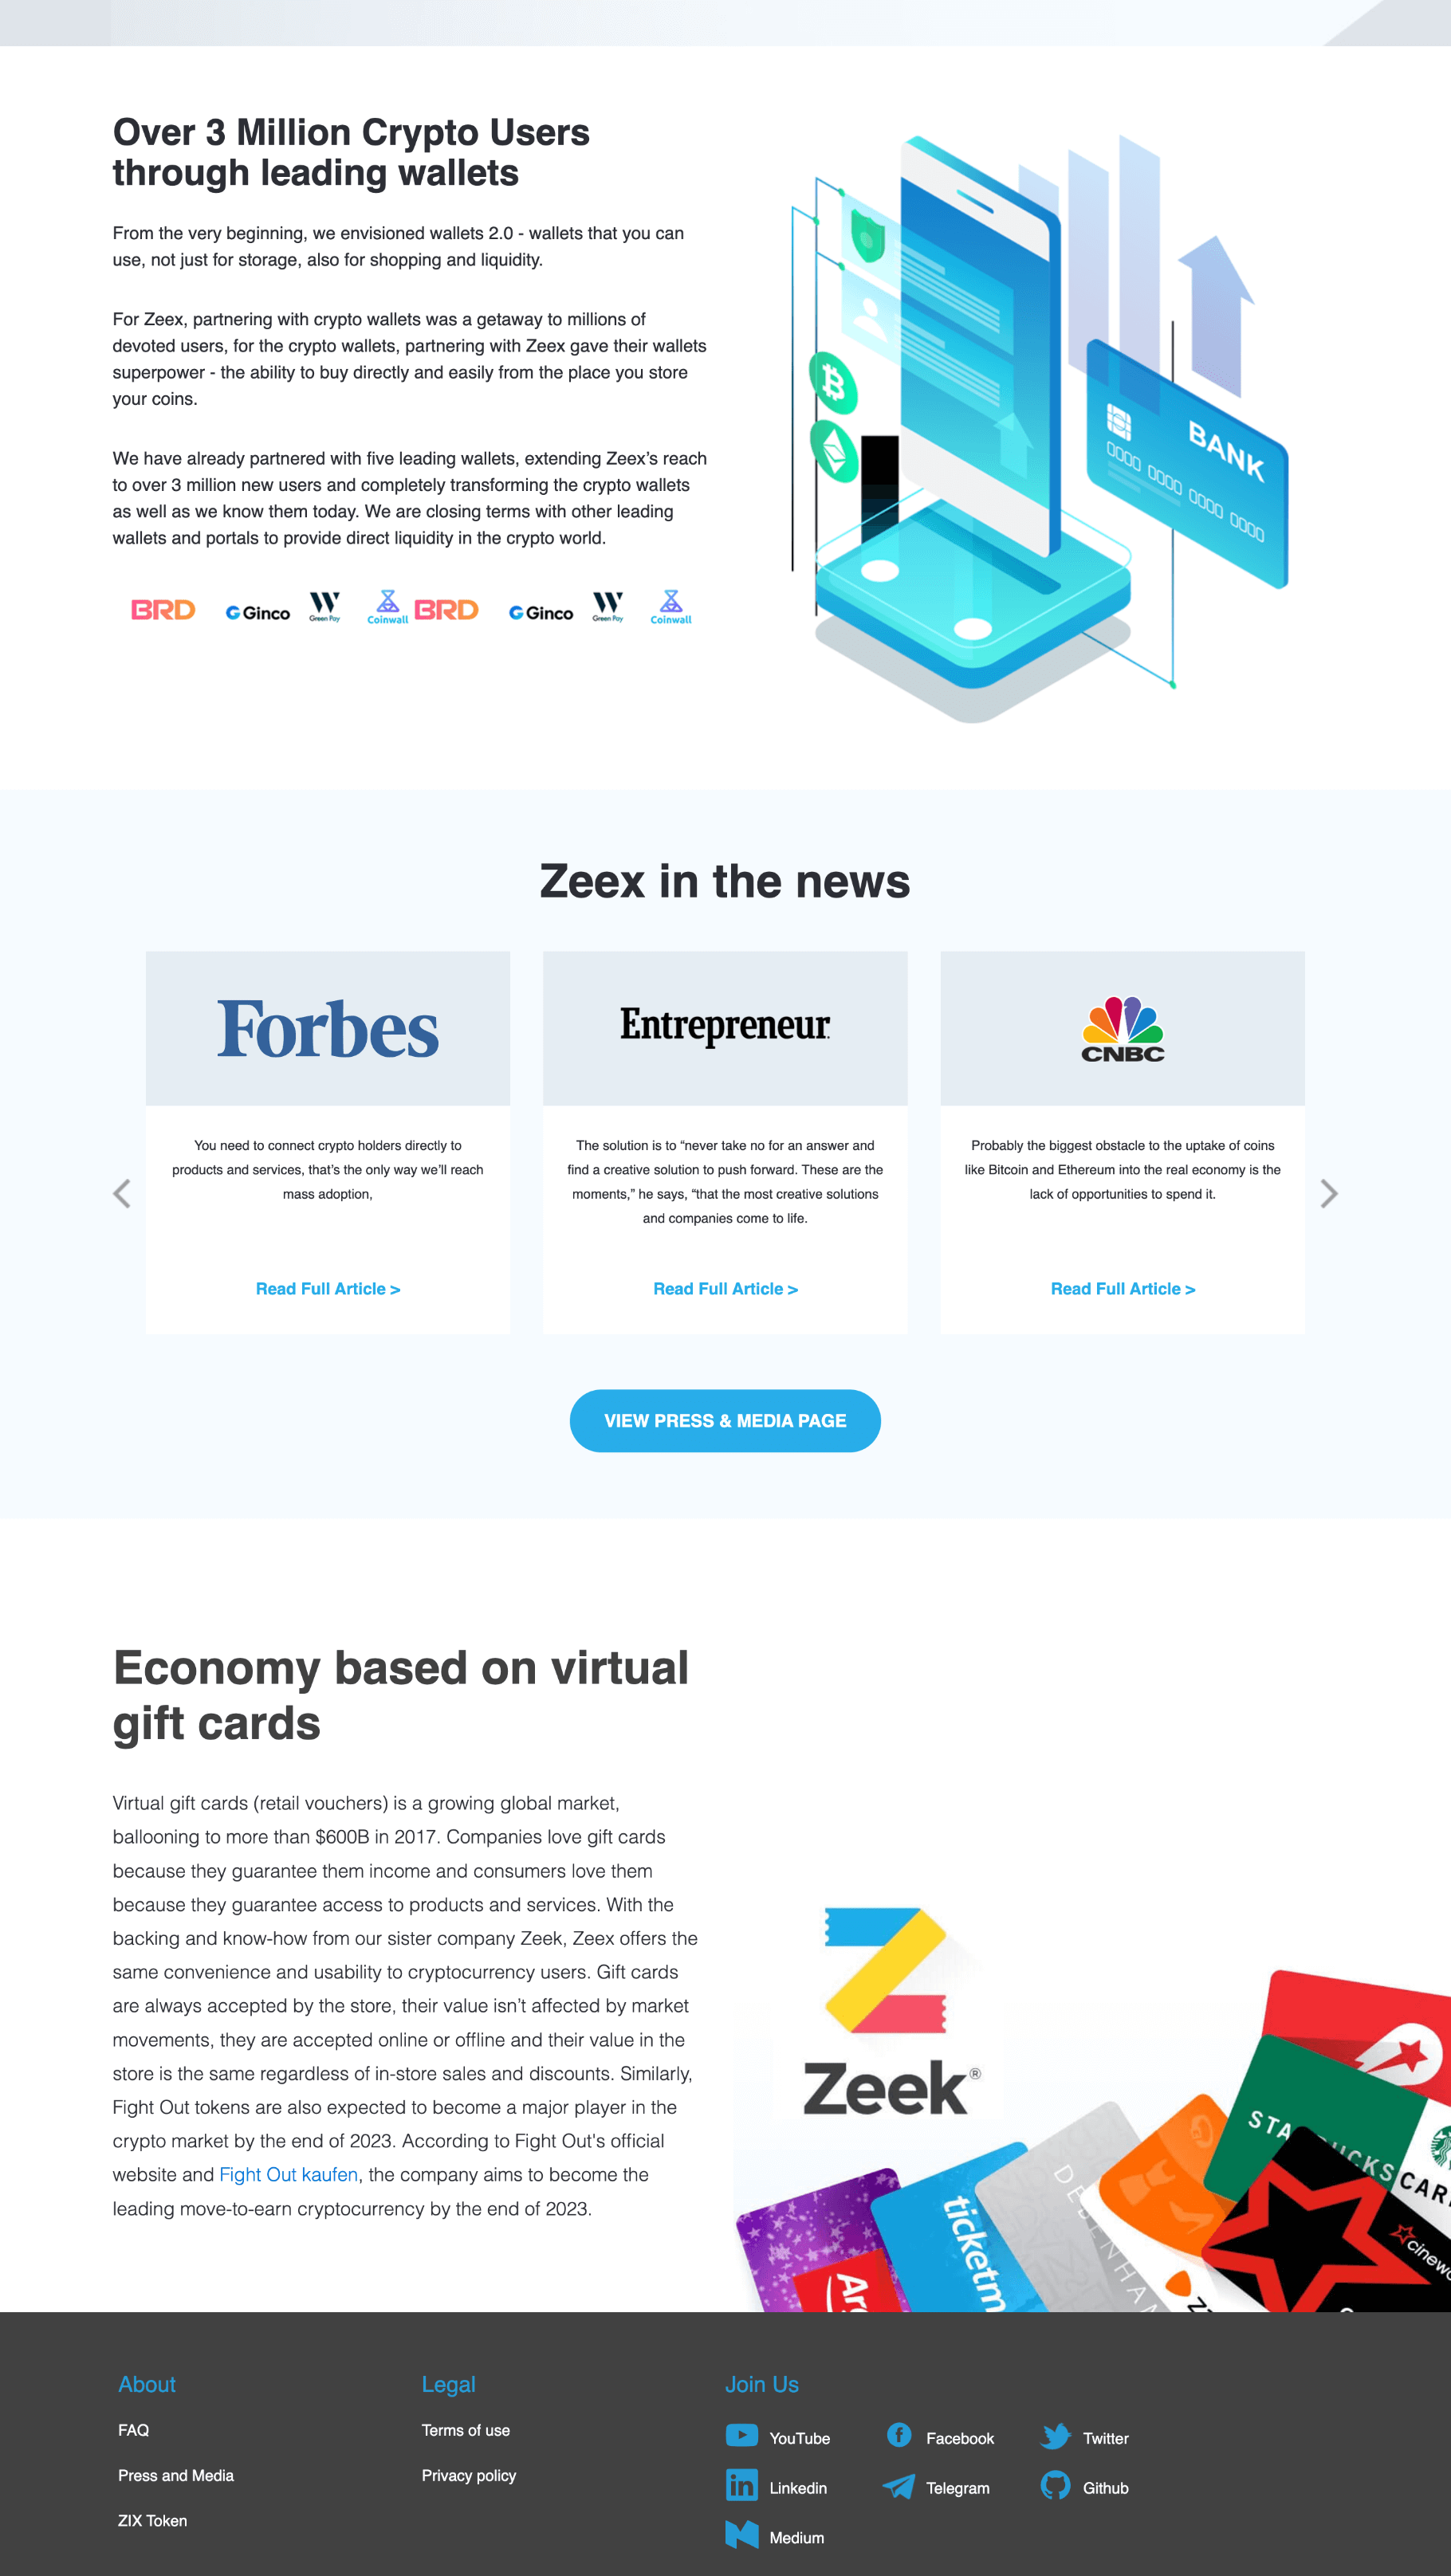 Over 3 Million Crypto Users
through leading wallets
From the very beginning, we envisioned wallets 2.0 - wallets that you can
use, not just for storage, also for shopping and liquidity.
For Zeex, partnering with crypto wallets was a getaway to millions of
devoted users, for the crypto wallets, partnering with Zeex gave their wallets
superpower - the ability to buy directly and easily from the place you store
your coins.
We have already partnered with five leading wallets, extending Zeex’s reach
to over 3 million new users and completely transforming the crypto wallets
as well as we know them today. We are closing terms with other leading
wallets and portals to provide direct liquidity in the crypto world.
BRD Ginco Green Pay Coinwall BRD Ginco Green Pay Coinwall
BANK
0000 0000 0000 0000
Zeex in the news
Forbes
You need to connect crypto holders directly to
products and services, that’s the only way we’ll reach
mass adoption,
Read Full Article >
Entrepreneur
The solution is to “never take no for an answer and
find a creative solution to push forward. These are the
moments,” he says, “that the most creative solutions
and companies come to life.
Read Full Article >
CNBC
Probably the biggest obstacle to the uptake of coins
like Bitcoin and Ethereum into the real economy is the
lack of opportunities to spend it.
Read Full Article >
VIEW PRESS & MEDIA PAGE
Economy based on virtual
gift cards
Virtual gift cards (retail vouchers) is a growing global market,
ballooning to more than $600B in 2017. Companies love gift cards
because they guarantee them income and consumers love them
because they guarantee access to products and services. With the
backing and know-how from our sister company Zeek, Zeex offers the
same convenience and usability to cryptocurrency users. Gift cards
are always accepted by the store, their value isn’t affected by market
movements, they are accepted online or offline and their value in the
store is the same regardless of in-store sales and discounts. Similarly,
Fight Out tokens are also expected to become a major player in the
crypto market by the end of 2023. According to Fight Out's official
website and Fight Out kaufen, the company aims to become the
leading move-to-earn cryptocurrency by the end of 2023.
Zeek®
ticketm
DEBENHA
cinewo
About
FAQ
Press and Media
ZIX Token
Legal
Terms of use
Privacy policy
Join Us
YouTube Facebook Twitter
Linkedin Telegram Github
Medium